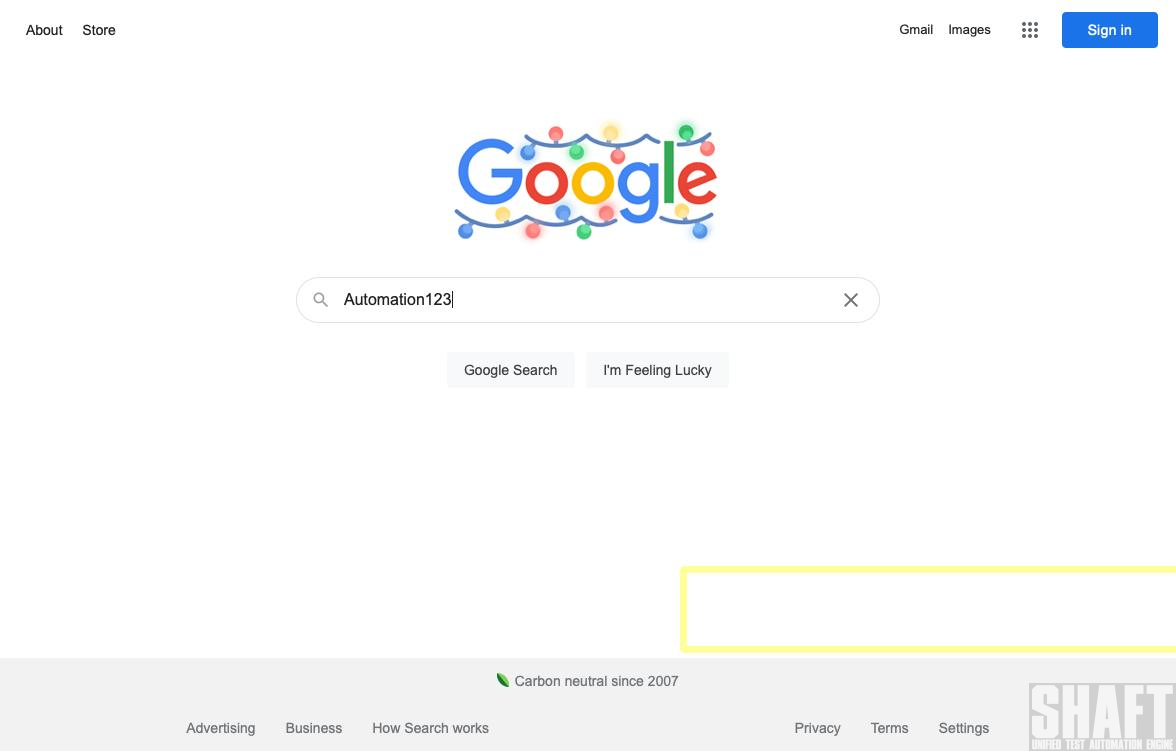 About Store
Gmail Images
Sign in
Google
Automation123
Google Search
I'm Feeling Lucky
Carbon neutral since 2007
Advertising Business How Search works
Privacy Terms Settings
SHAFT
UNIFIED TEST AUTOMATION ENGINE